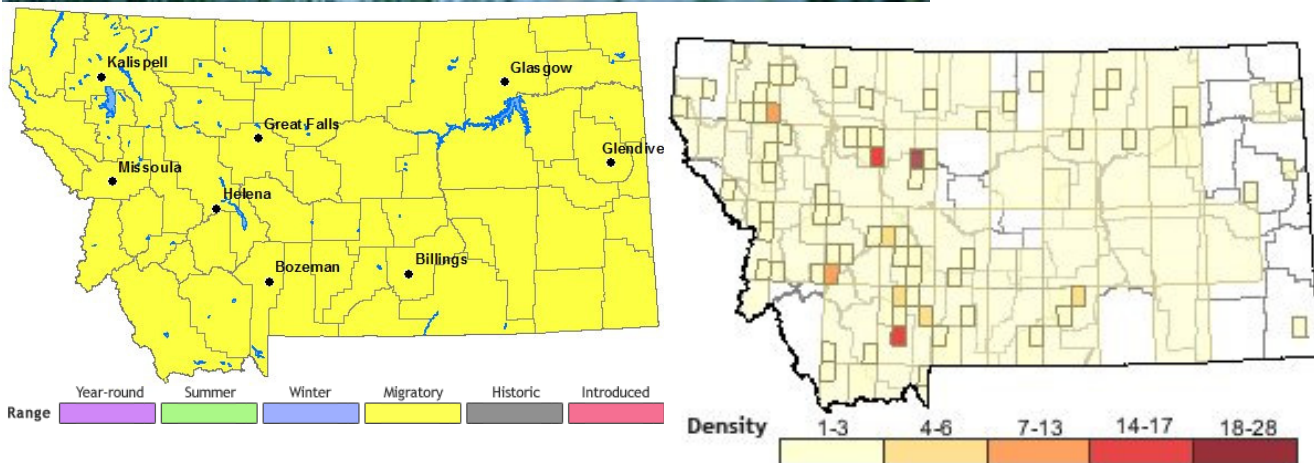 Kalispell
Glasgow
Great Falls
Glendive
Missoula
Helena
Bozeman
Billings
Year-round Summer Winter Migratory Historic Introduced
Range
Density 1-3 4-6 7-13 14-17 18-28